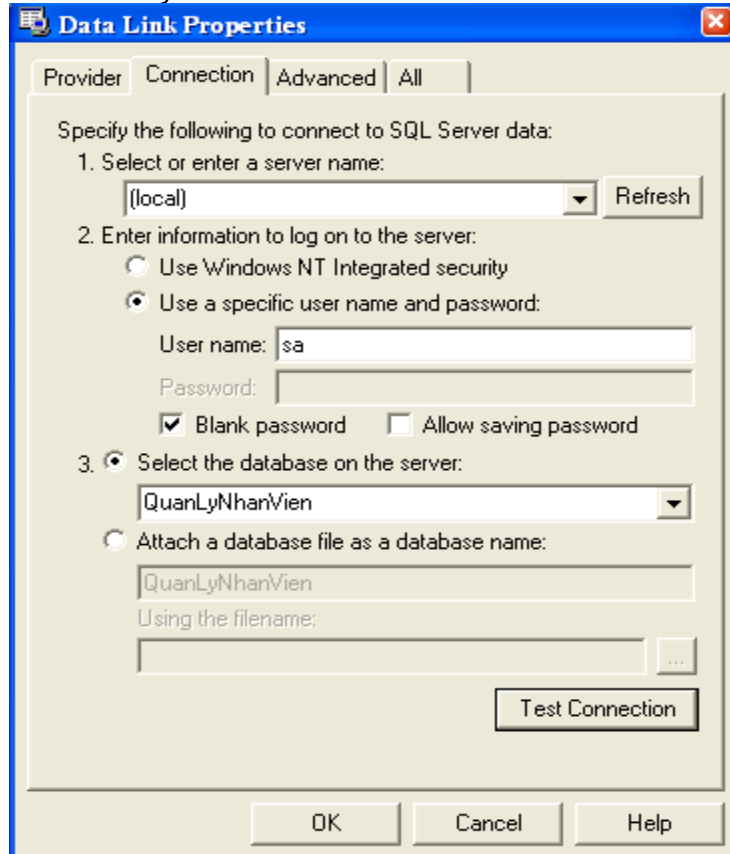 Data Link Properties
Provider Connection Advanced All
Specify the following to connect to SQL Server data:
1. Select or enter a server name:
(local) Refresh
2. Enter information to log on to the server:
Use Windows NT Integrated security
Use a specific user name and password:
User name: sa
Password:
Blank password Allow saving password
3. Select the database on the server:
QuanLyNhanVien
Attach a database file as a database name:
QuanLyNhanVien
Using the filename:
...
Test Connection
OK Cancel Help